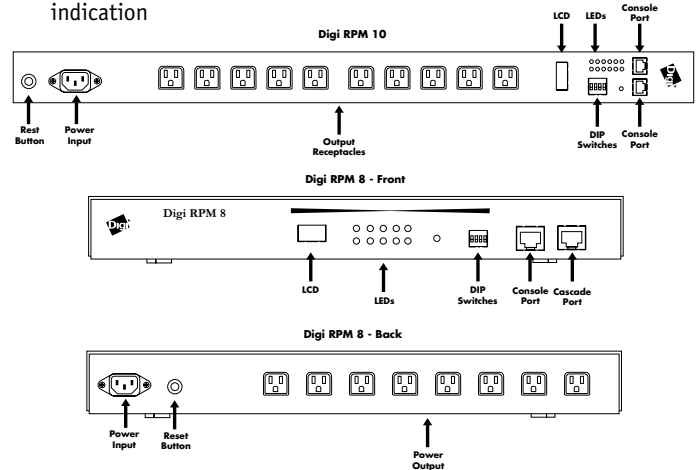 indication
Digi RPM 10
LCD
LEDs
Console
Port
Digi
Rest
Button
Power
Input
Output
Receptacles
DIP
Switches
Console
Port
Digi RPM 8 - Front
Digi
Digi RPM 8
LCD
LEDs
DIP
Switches
Console
Port
Cascade
Port
Digi RPM 8 - Back
Power
Input
Reset
Button
Power
Output